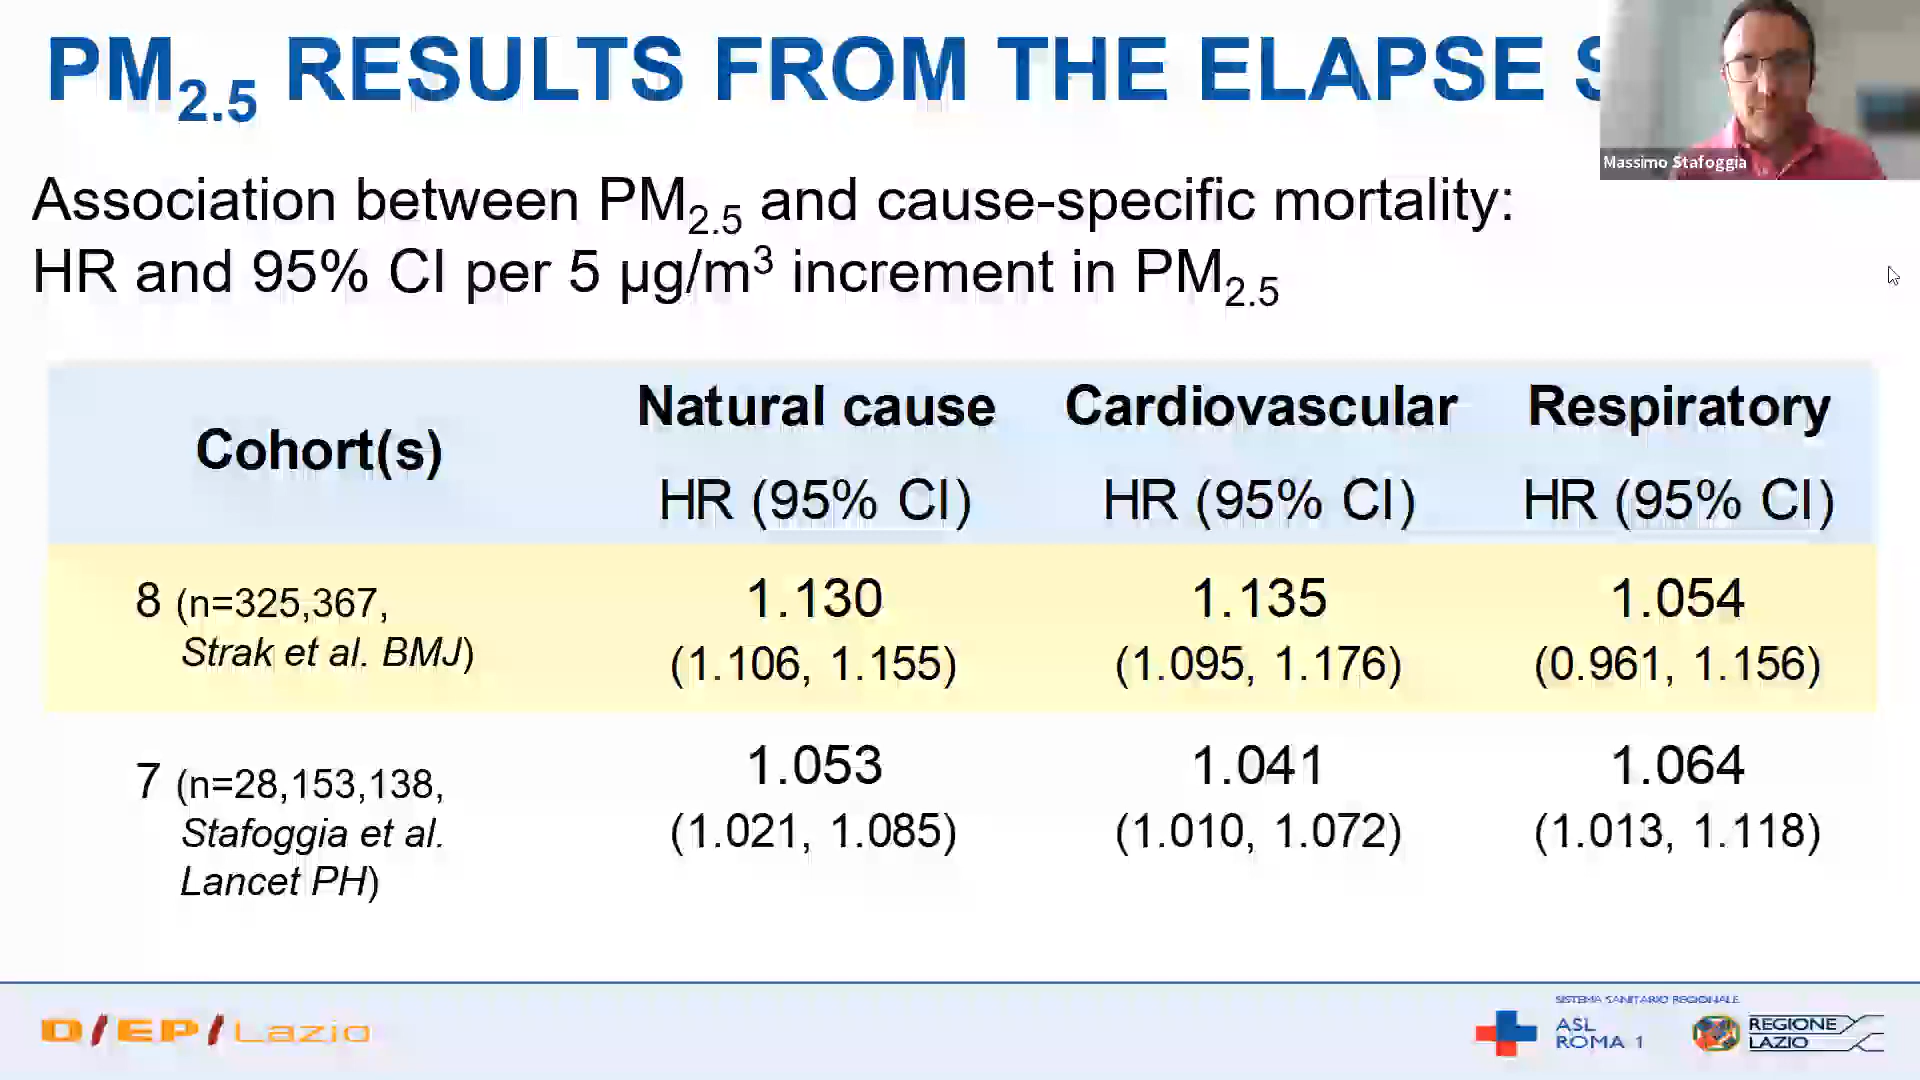 PM2.5 RESULTS FROM THE ELAPSE S
Massimo Stafoggia
Association between PM2.5 and cause-specific mortality:
HR and 95% CI per 5 µg/m³ increment in PM2.5
Cohort(s)
Natural cause
Cardiovascular
Respiratory
HR (95% CI)
HR (95% CI)
HR (95% CI)
8 (n=325,367,
Strak et al. BMJ)
1.130
1.135
1.054
(1.106, 1.155)
(1.095, 1.176)
(0.961, 1.156)
7 (n=28,153,138,
Stafoggia et al.
Lancet PH)
1.053
1.041
1.064
(1.021, 1.085)
(1.010, 1.072)
(1.013, 1.118)
D/EP/Lazio
SISTEMA SANITARIO REGIONALE
ASL
ROMA 1
REGIONE
LAZIO